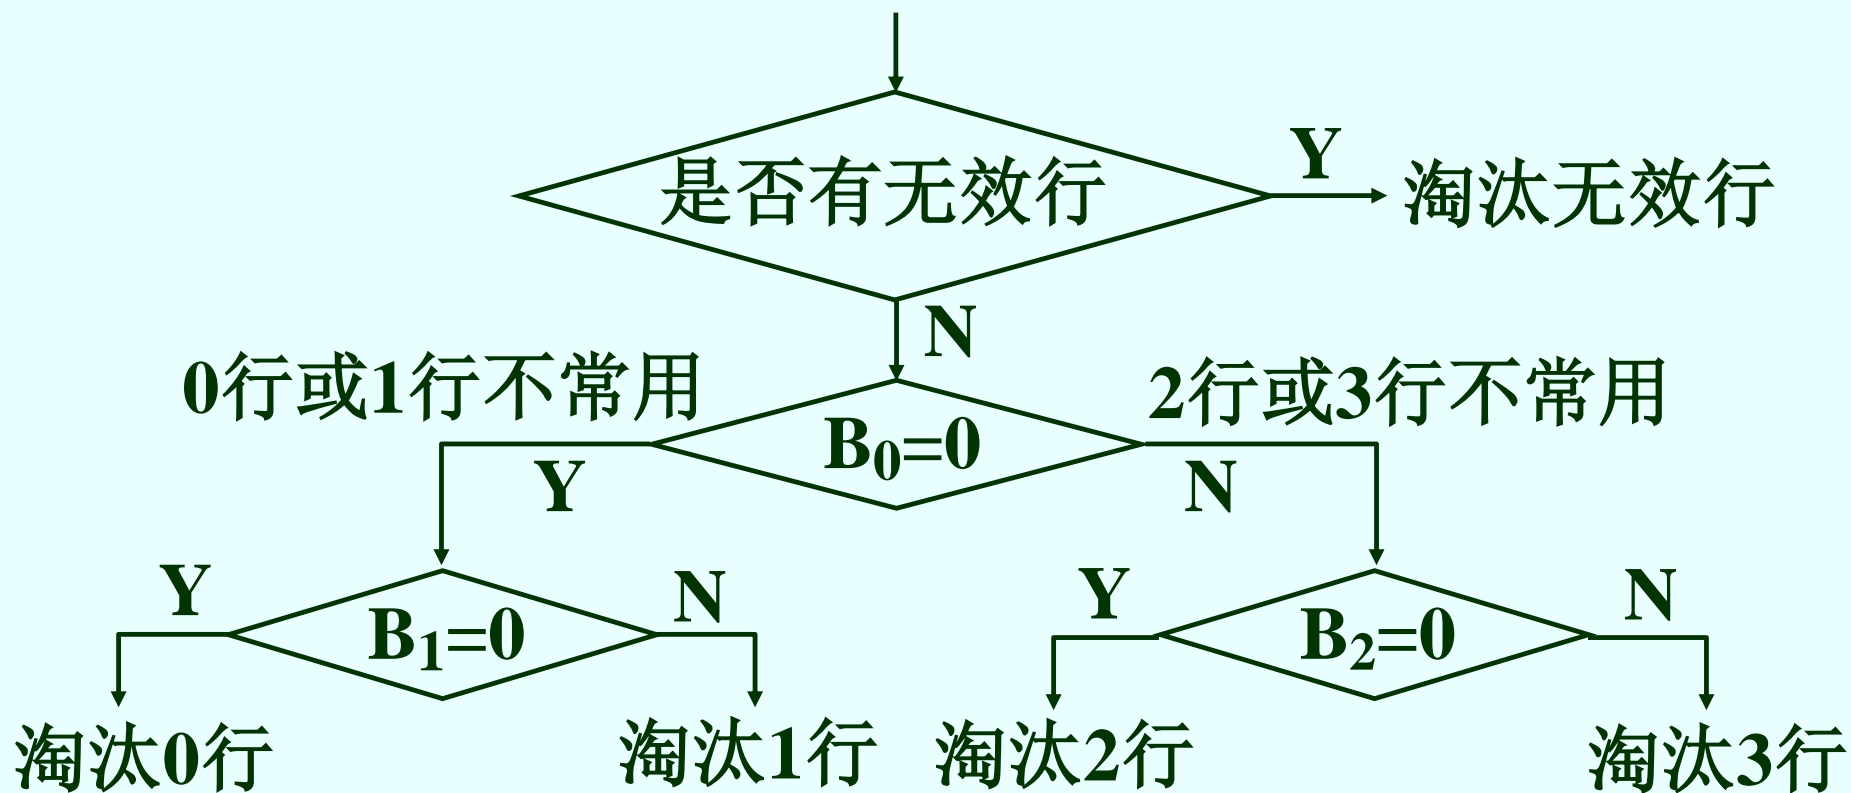 是否有无效行
Y
淘汰无效行
N
0行或1行不常用
2行或3行不常用
B₀=0
Y
N
Y
B₁=0
N
Y
B₂=0
N
淘汰0行
淘汰1行
淘汰2行
淘汰3行